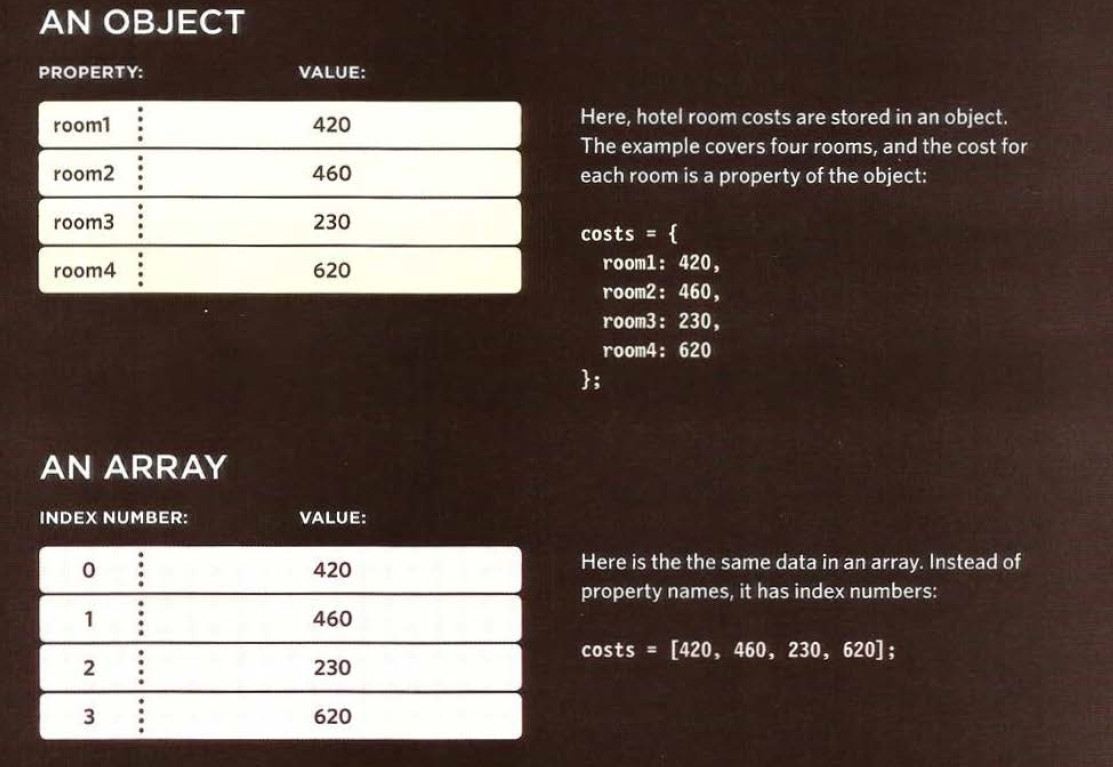 AN OBJECT
PROPERTY: VALUE:
room1 420
room2 460
room3 230
room4 620
Here, hotel room costs are stored in an object.
The example covers four rooms, and the cost for
each room is a property of the object:
costs = {
room1: 420,
room2: 460,
room3: 230,
room4: 620
};
AN ARRAY
INDEX NUMBER: VALUE:
0 420
1 460
2 230
3 620
Here is the the same data in an array. Instead of
property names, it has index numbers:
costs = [420, 460, 230, 620];